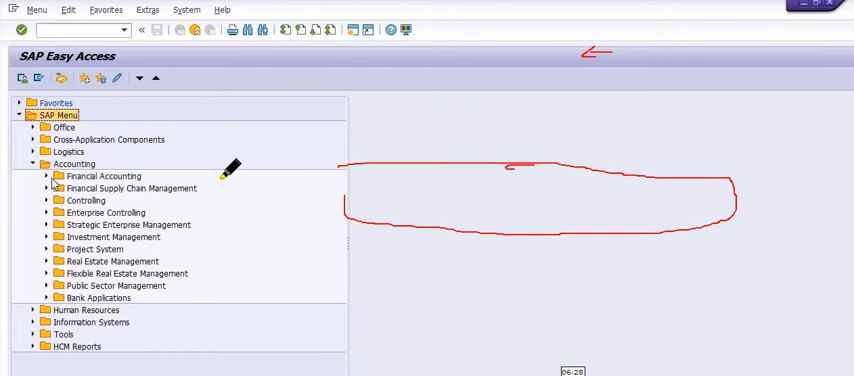 Menu Edit Favorites Extras System Help
SAP Easy Access
Favorites
SAP Menu
Office
Cross-Application Components
Logistics
Accounting
Financial Accounting
Financial Supply Chain Management
Controlling
Enterprise Controlling
Strategic Enterprise Management
Investment Management
Project System
Real Estate Management
Flexible Real Estate Management
Public Sector Management
Bank Applications
Human Resources
Information Systems
Tools
HCM Reports
06:28